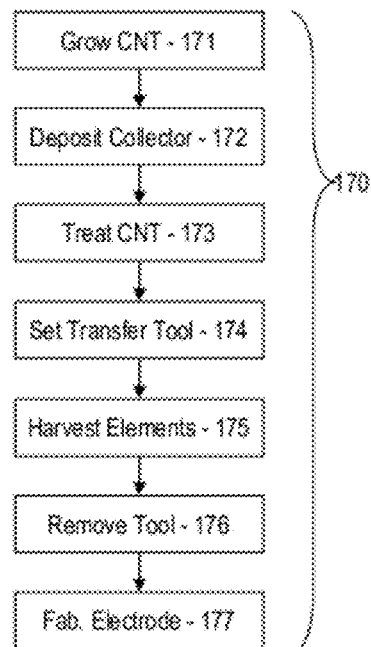 Grow CNT - 171
Deposit Collector - 172
Treat CNT - 173
170
Set Transfer Tool - 174
Harvest Elements - 175
Remove Tool - 176
Fab. Electrode - 177